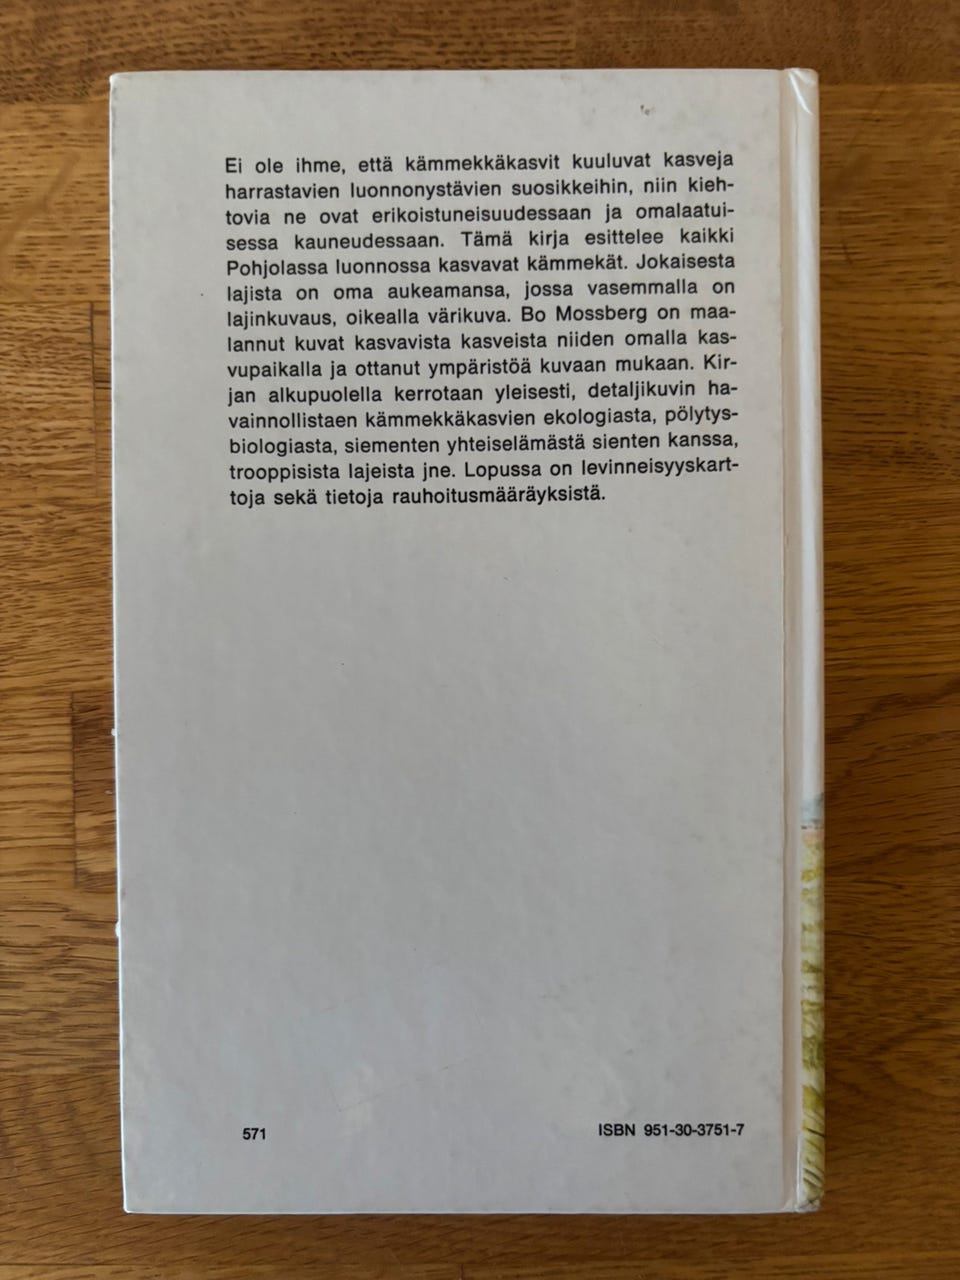 Ei ole ihme, että kämmekkäkasvit kuuluvat kasveja
harrastavien luonnonystävien suosikkeihin, niin kieh-
tovia ne ovat erikoistuneisuudessaan ja omalaatui-
sessa kauneudessaan. Tämä kirja esittelee kaikki
Pohjolassa luonnossa kasvavat kämmekät. Jokaisesta
lajista on oma aukeamansa, jossa vasemmalla on
lajinkuvaus, oikealla värikuva. Bo Mossberg on maa-
lannut kuvat kasvavista kasveista niiden omalla kas-
vupaikalla ja ottanut ympäristöä kuvaan mukaan. Kir-
jan alkupuolella kerrotaan yleisesti, detaljikuvin ha-
vainnollistaen kämmekkäkasvien ekologiasta, pölytys-
biologiasta, siementen yhteiselämästä sienten kanssa,
trooppisista lajeista jne. Lopussa on levinneisyyskart-
toja sekä tietoja rauhoitusmääräyksistä.
571
ISBN 951-30-3751-7